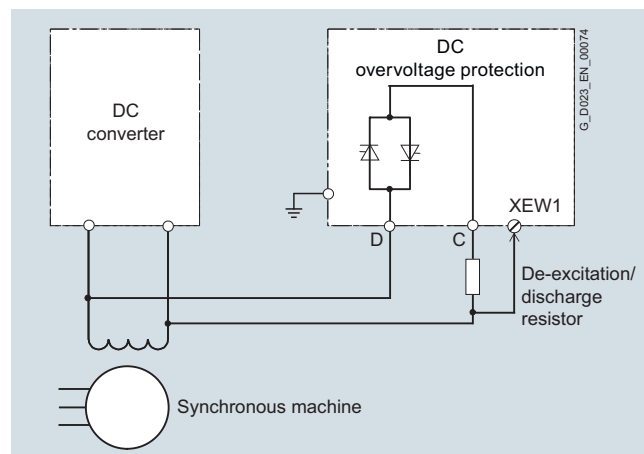 DC
converter
DC
overvoltage protection
G_D023_EN_00074
XEW1
D
C
De-excitation/
discharge
resistor
Synchronous machine